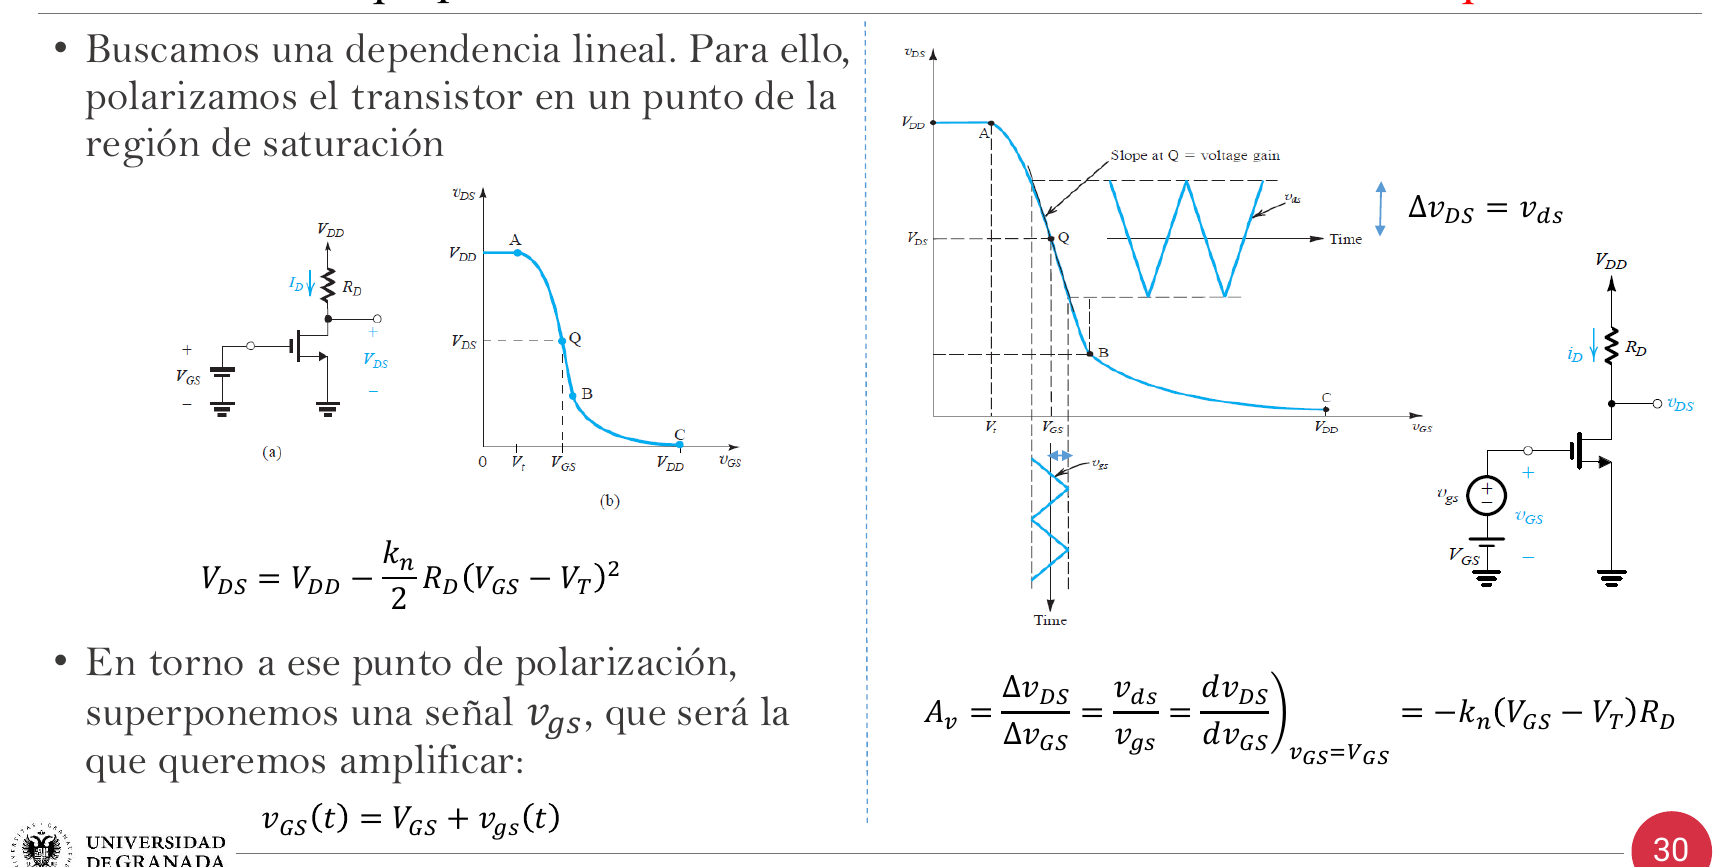 • Buscamos una dependencia lineal. Para ello,
polarizamos el transistor en un punto de la
región de saturación
V_DD
I_D
R_D
+
V_GS
−
+
V_DS
−
(a)
v_DS
V_DD
A
V_DS
Q
B
C
0
V_t
V_GS
V_DD
v_GS
(b)
V_DS = V_DD − k_n/2 R_D(V_GS − V_T)²
• En torno a ese punto de polarización,
superponemos una señal v_gs, que será la
que queremos amplificar:
v_GS(t) = V_GS + v_gs(t)
v_DS
V_DD
A
Slope at Q = voltage gain
v_ds
V_DS
Q
Time
B
C
V_t
V_GS
V_DD
v_GS
v_gs
Time
Δv_DS = v_ds
V_DD
i_D
R_D
v_DS
v_gs
+
−
+
v_GS
−
V_GS
A_v = Δv_DS/Δv_GS = v_ds/v_gs = dv_DS/dv_GS)_{v_GS=V_GS} = −k_n(V_GS − V_T)R_D
UNIVERSIDAD
DE GRANADA
30